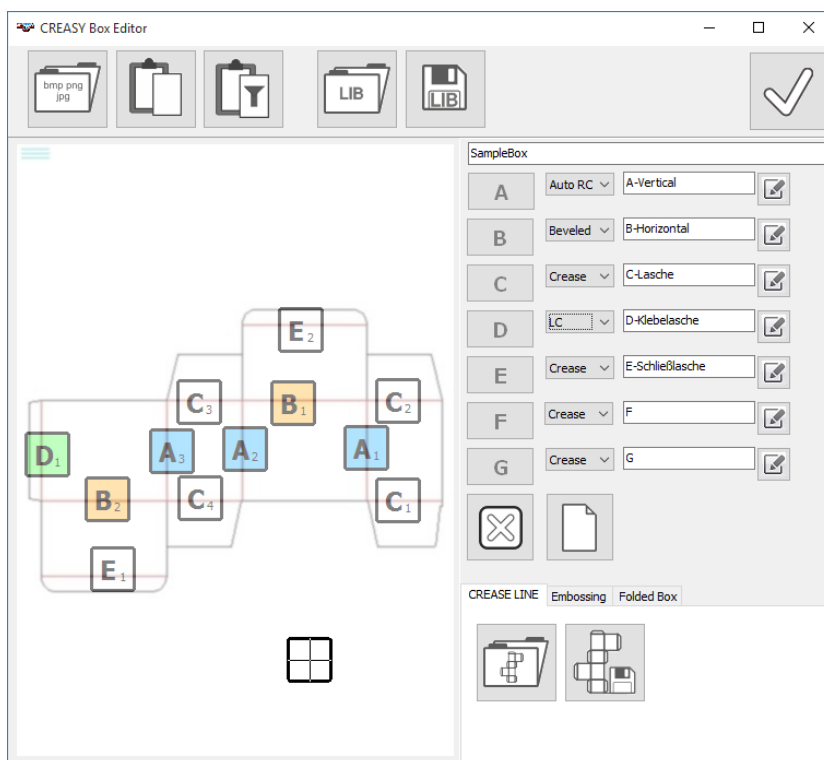 CREASY Box Editor
bmp png
jpg
LIB
LIB
SampleBox
A Auto RC A-Vertical
B Beveled B-Horizontal
C Crease C-Lasche
D LC D-Klebelasche
E Crease E-Schließlasche
F Crease F
G Crease G
CREASE LINE Embossing Folded Box
E2
C3 B1 C2
D1 A3 A2 A1
B2 C4 C1
E1